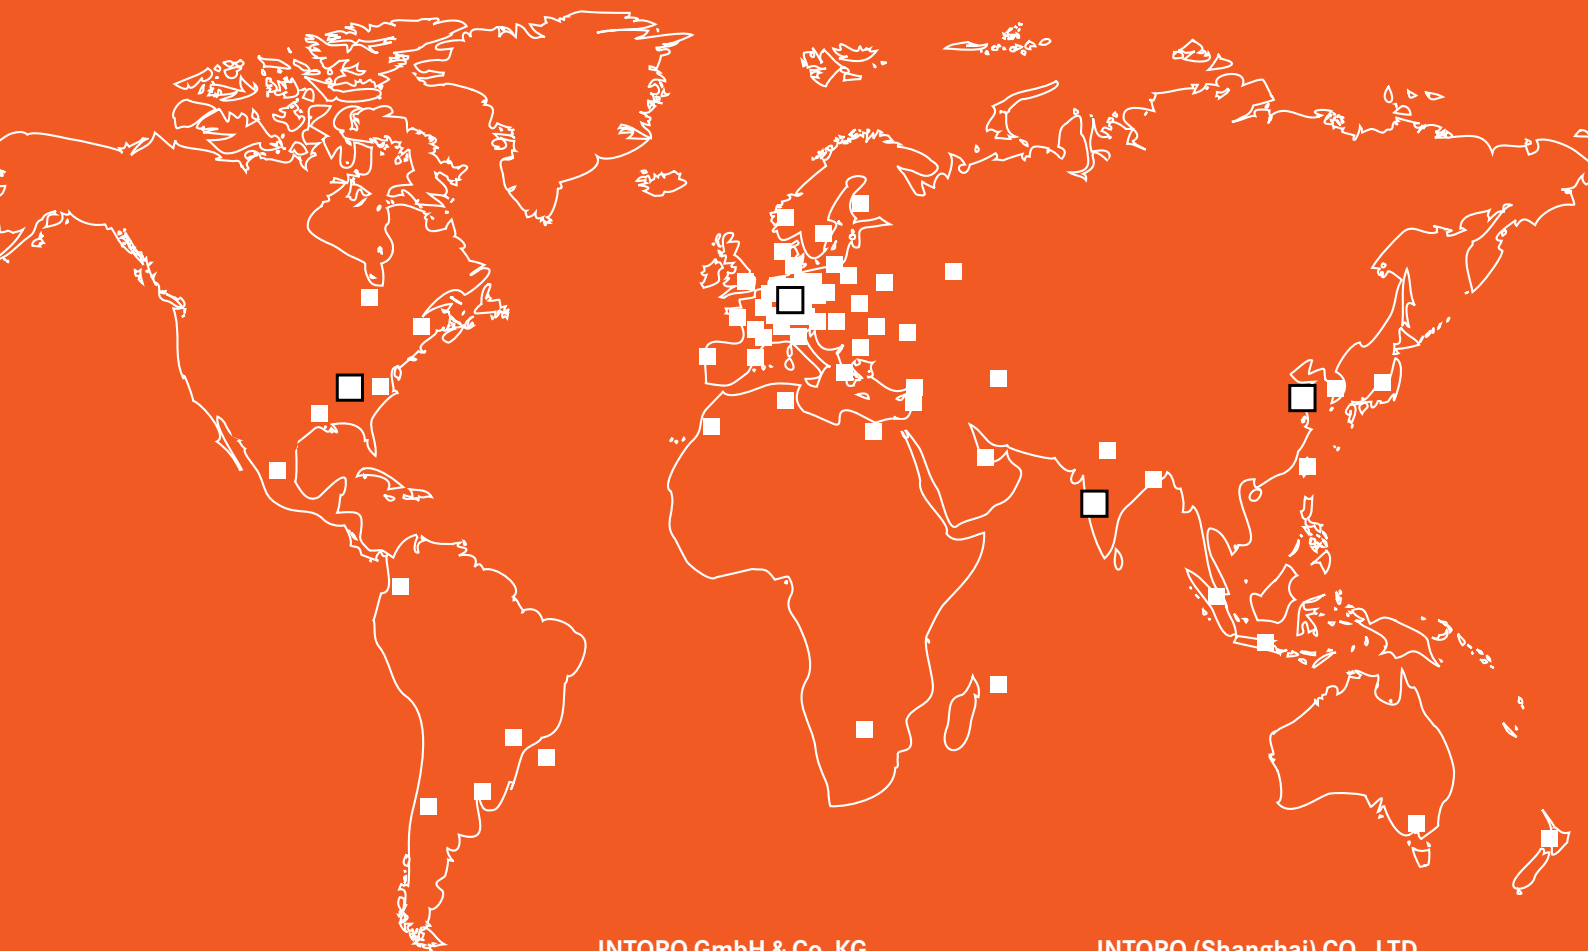 INTORQ GmbH & Co. KG
INTORQ (Shanghai) CO., LTD